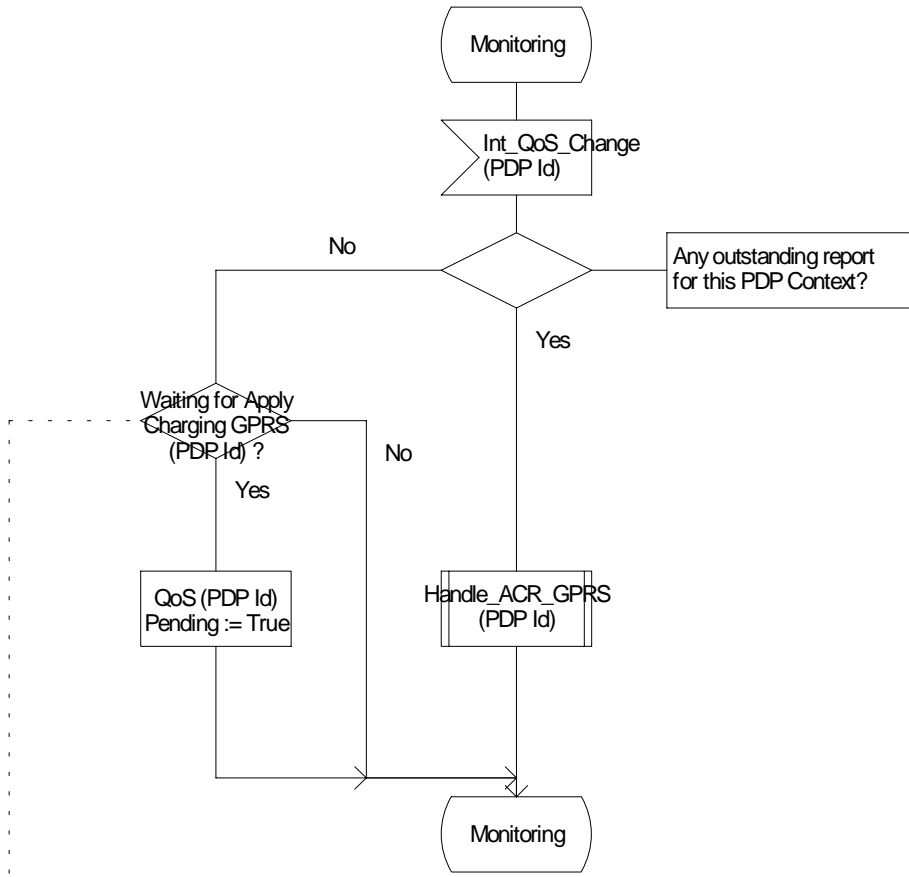 Monitoring
Int_QoS_Change
(PDP Id)
No
Any outstanding report
for this PDP Context?
Yes
Waiting for Apply
Charging GPRS
(PDP Id) ?
No
Yes
QoS (PDP Id)
Pending := True
Handle_ACR_GPRS
(PDP Id)
Monitoring